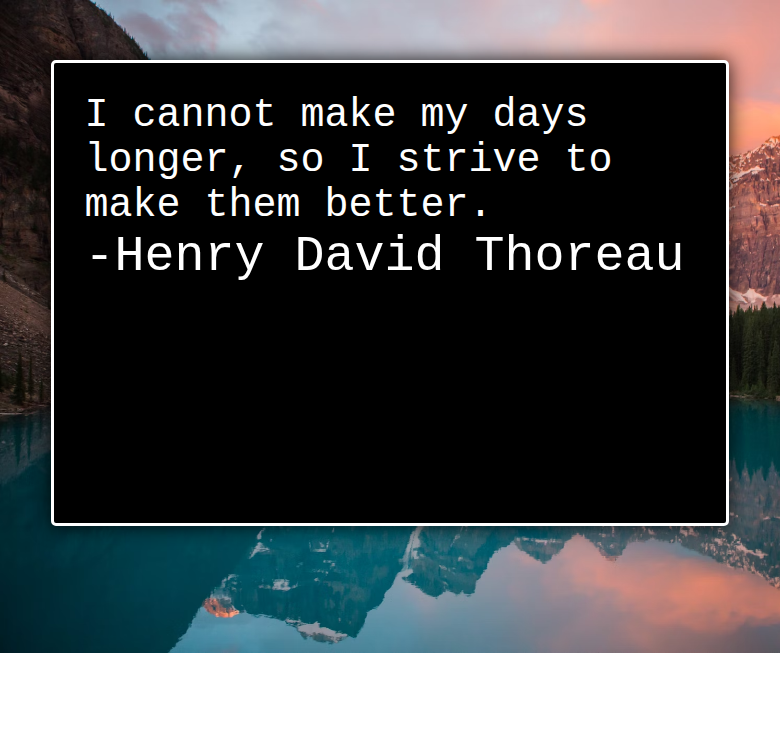 I cannot make my days
longer, so I strive to
make them better.
-Henry David Thoreau